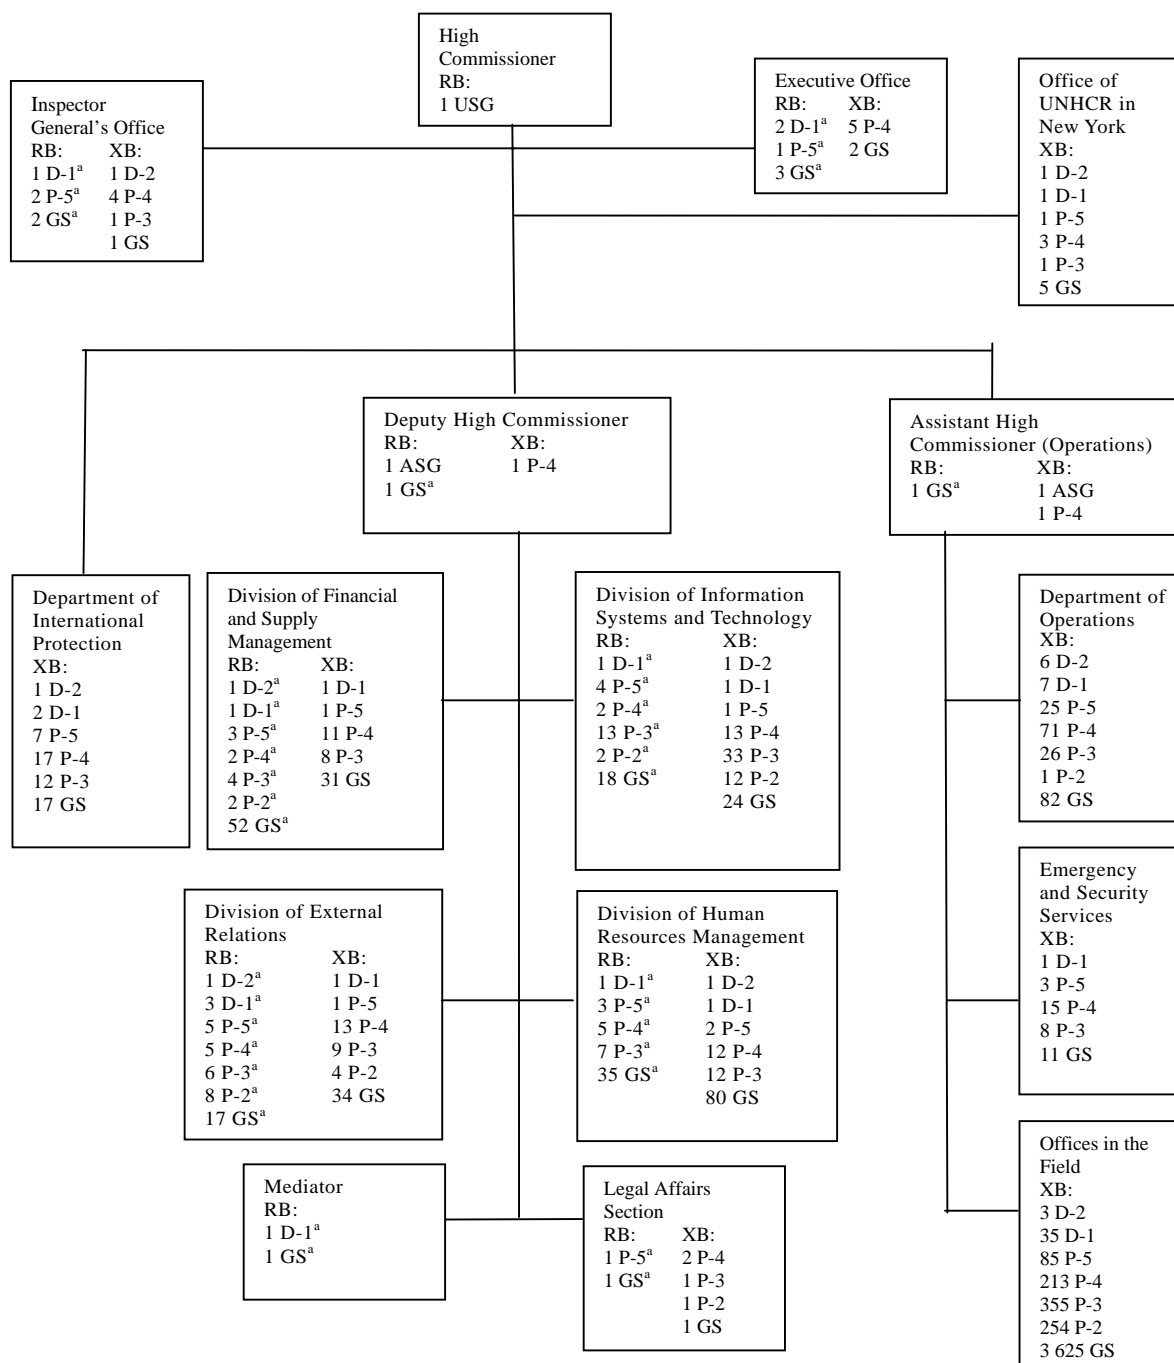 High
Commissioner
RB:
1 USG
Inspector
General's Office
RB: XB:
1 D-1ª 1 D-2
2 P-5ª 4 P-4
2 GSª 1 P-3
1 GS
Executive Office
RB: XB:
2 D-1ª 5 P-4
1 P-5ª 2 GS
3 GSª
Office of
UNHCR in
New York
XB:
1 D-2
1 D-1
1 P-5
3 P-4
1 P-3
5 GS
Deputy High Commissioner
RB: XB:
1 ASG 1 P-4
1 GSª
Assistant High
Commissioner (Operations)
RB: XB:
1 GSª 1 ASG
1 P-4
Department of
International
Protection
XB:
1 D-2
2 D-1
7 P-5
17 P-4
12 P-3
17 GS
Division of Financial
and Supply
Management
RB: XB:
1 D-2ª 1 D-1
1 D-1ª 1 P-5
3 P-5ª 11 P-4
2 P-4ª 8 P-3
4 P-3ª 31 GS
2 P-2ª
52 GSª
Division of Information
Systems and Technology
RB: XB:
1 D-1ª 1 D-2
4 P-5ª 1 D-1
2 P-4ª 1 P-5
13 P-3ª 13 P-4
2 P-2ª 33 P-3
18 GSª 12 P-2
24 GS
Department of
Operations
XB:
6 D-2
7 D-1
25 P-5
71 P-4
26 P-3
1 P-2
82 GS
Division of External
Relations
RB: XB:
1 D-2ª 1 D-1
3 D-1ª 1 P-5
5 P-5ª 13 P-4
5 P-4ª 9 P-3
6 P-3ª 4 P-2
8 P-2ª 34 GS
17 GSª
Division of Human
Resources Management
RB: XB:
1 D-1ª 1 D-2
3 P-5ª 1 D-1
5 P-4ª 2 P-5
7 P-3ª 12 P-4
35 GSª 12 P-3
80 GS
Emergency
and Security
Services
XB:
1 D-1
3 P-5
15 P-4
8 P-3
11 GS
Mediator
RB:
1 D-1ª
1 GSª
Legal Affairs
Section
RB: XB:
1 P-5ª 2 P-4
1 GSª 1 P-3
1 P-2
1 GS
Offices in the
Field
XB:
3 D-2
35 D-1
85 P-5
213 P-4
355 P-3
254 P-2
3 625 GS